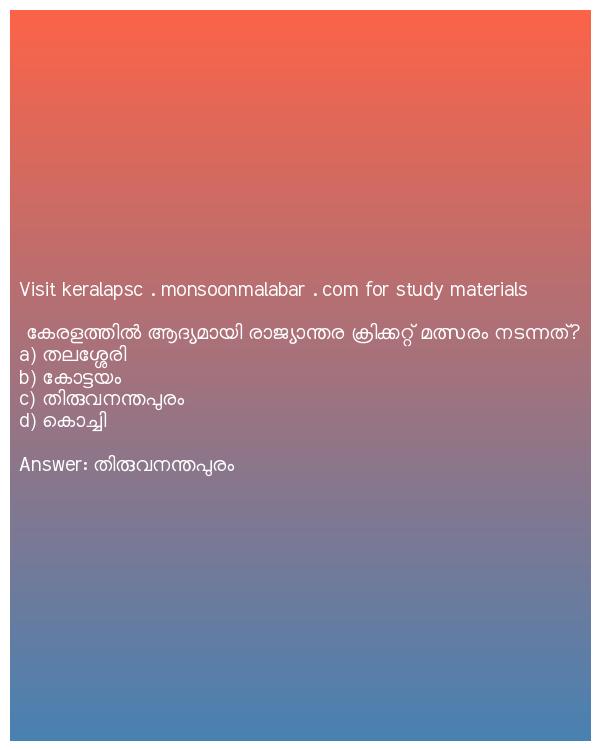 Visit keralapsc . monsoonmalabar . com for study materials
കേരളത്തിൽ ആദ്യമായി രാജ്യാന്തര ക്രിക്കറ്റ് മത്സരം നടന്നത്?
a) തലശ്ശേരി
b) കോട്ടയം
c) തിരുവനന്തപുരം
d) കൊച്ചി
Answer: തിരുവനന്തപുരം